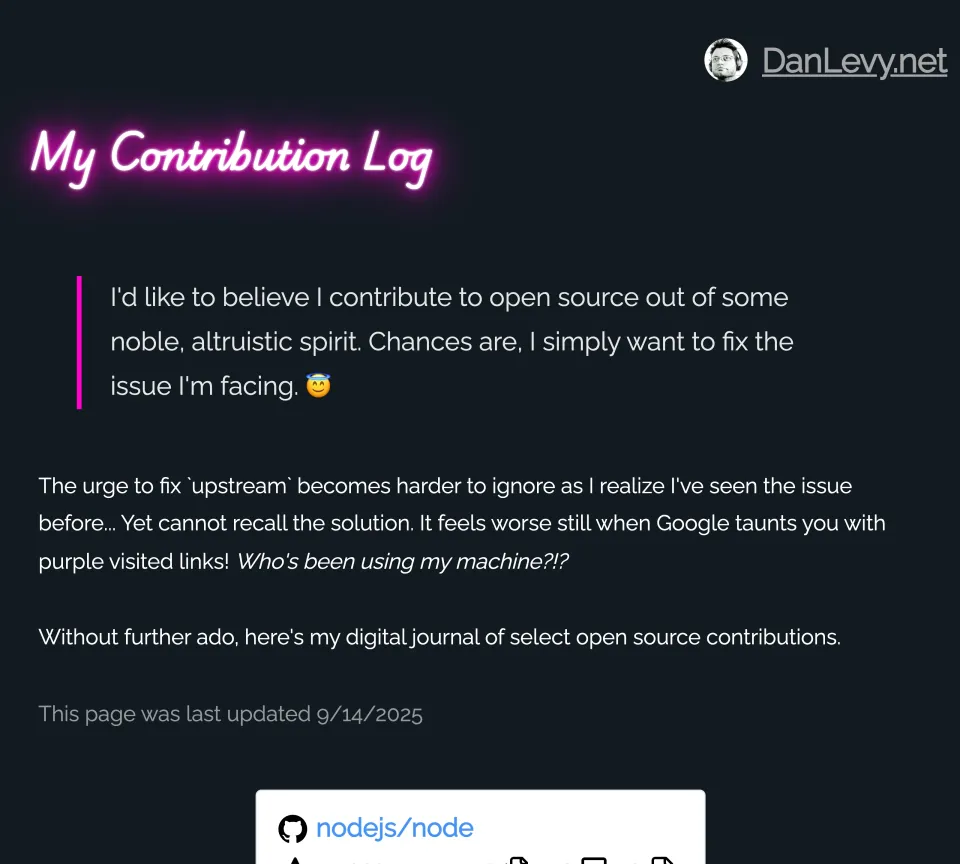 DanLevy.net
My Contribution Log
I'd like to believe I contribute to open source out of some
noble, altruistic spirit. Chances are, I simply want to fix the
issue I'm facing. 😇
The urge to fix `upstream` becomes harder to ignore as I realize I've seen the issue
before... Yet cannot recall the solution. It feels worse still when Google taunts you with
purple visited links! Who's been using my machine?!?
Without further ado, here's my digital journal of select open source contributions.
This page was last updated 9/14/2025
nodejs/node